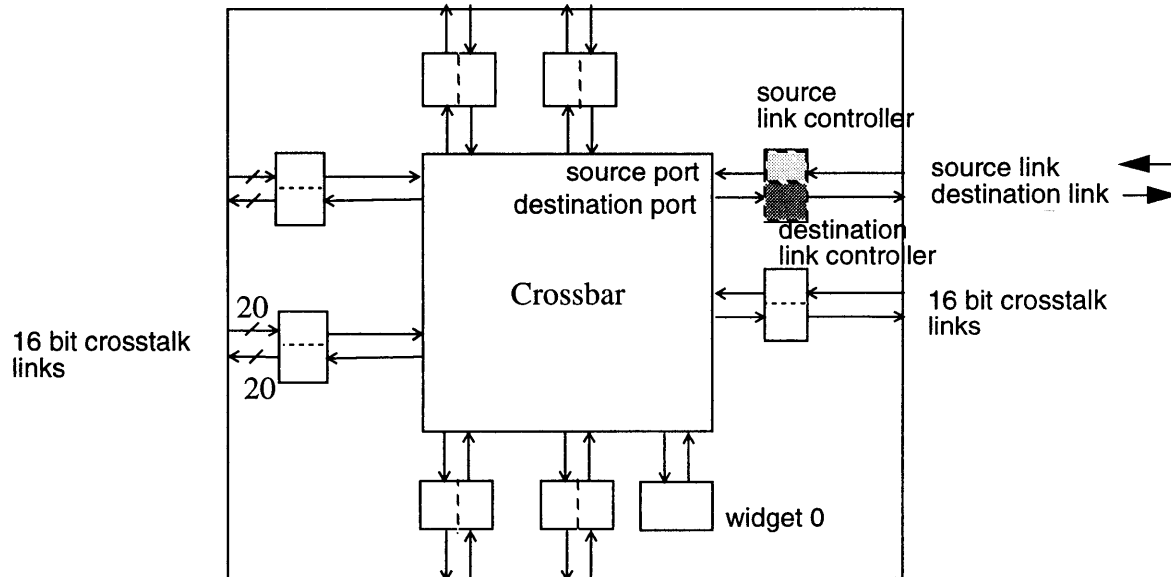 source
link controller
source port
destination port
source link
destination link
destination
link controller
Crossbar
20
16 bit crosstalk
links
20
16 bit crosstalk
links
widget 0